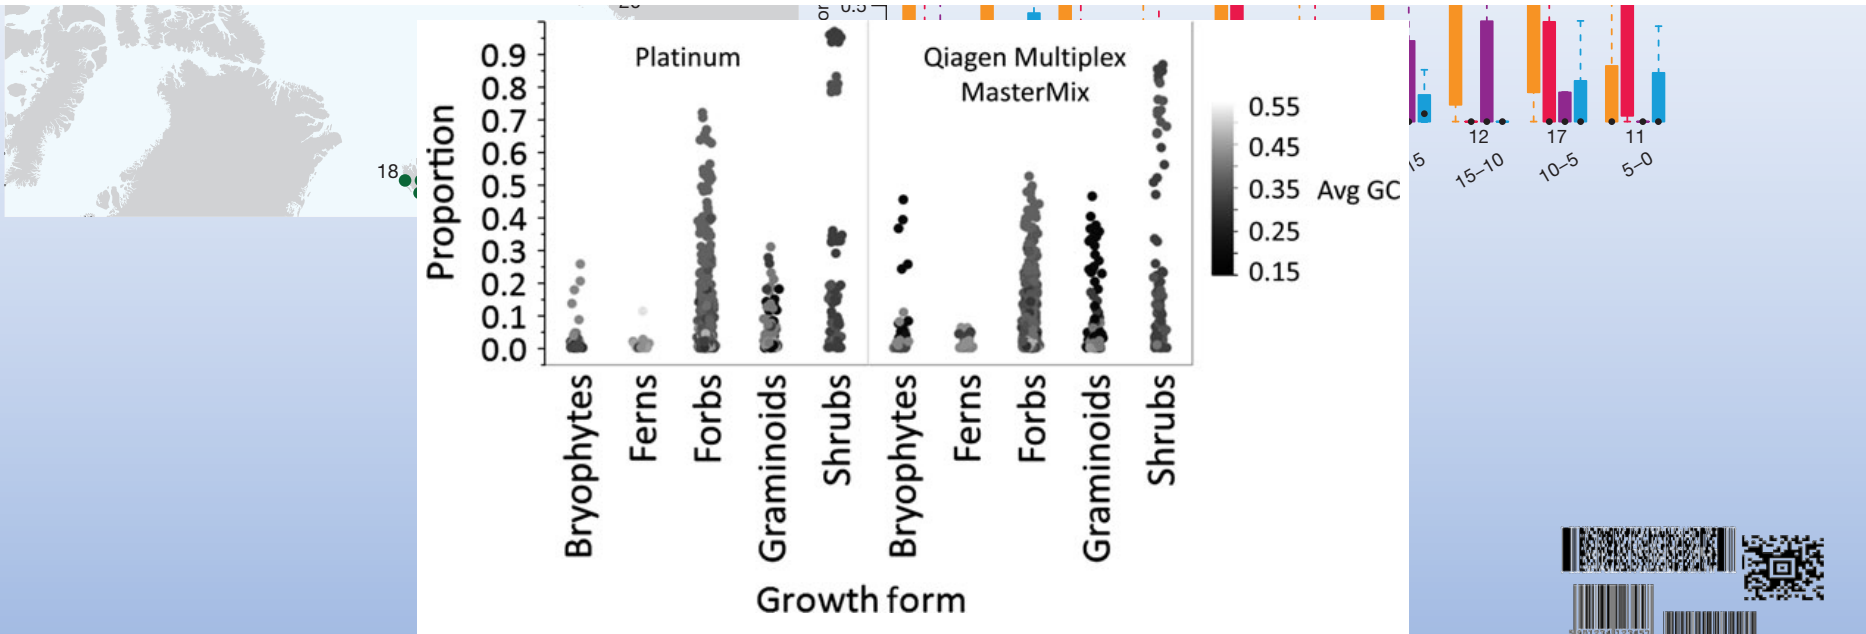 0.5
18
12
17
11
15
15–10
10–5
5–0
Platinum
Qiagen Multiplex
MasterMix
Proportion
0.9
0.8
0.7
0.6
0.5
0.4
0.3
0.2
0.1
0.0
0.55
0.45
0.35
0.25
0.15
Avg GC
Bryophytes
Ferns
Forbs
Graminoids
Shrubs
Bryophytes
Ferns
Forbs
Graminoids
Shrubs
Growth form